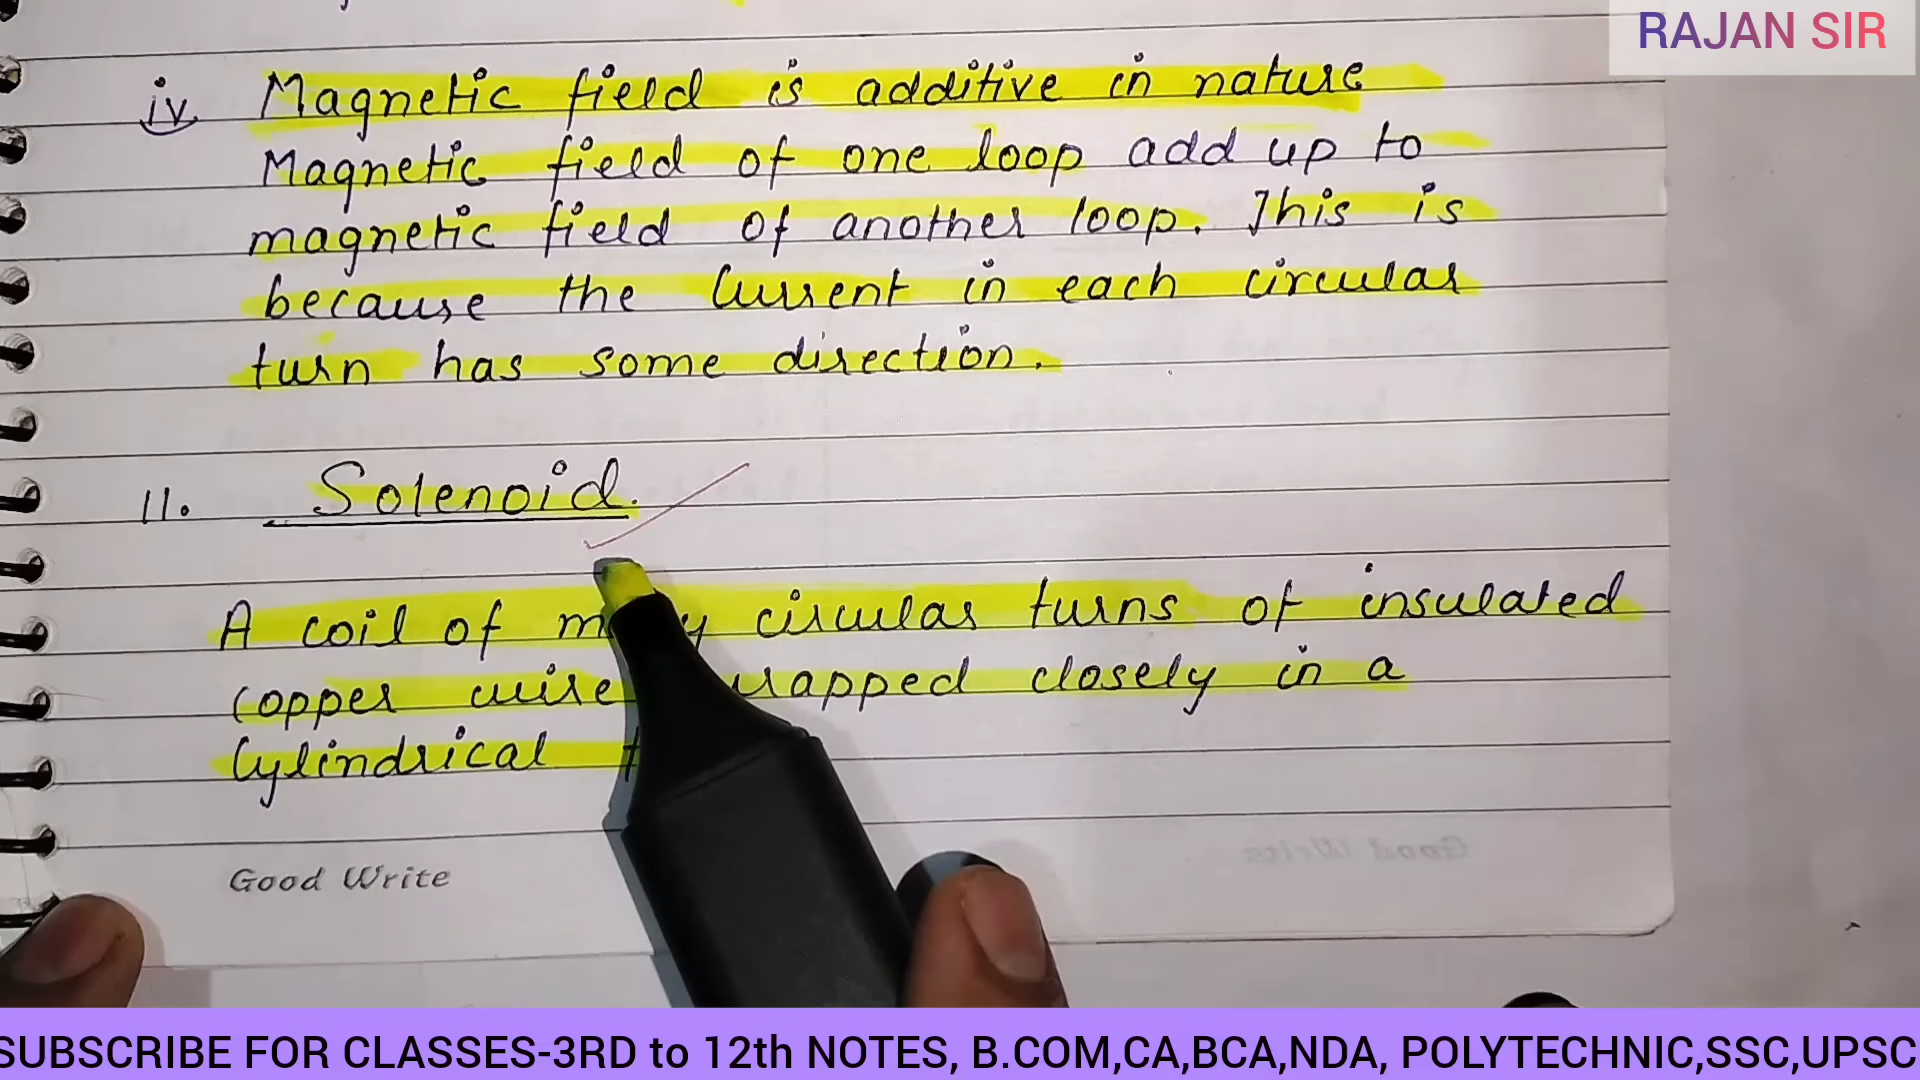 RAJAN SIR
iv. Magnetic field is additive in nature
Magnetic field of one loop add up to
magnetic field of another loop. This is
because the Current in each circular
turn has some direction.
11. Solenoid.
A coil of circular turns of insulated
copper wire closely in a
Cylindrical
Good Write
SUBSCRIBE FOR CLASSES-3RD to 12th NOTES, B.COM,CA,BCA,NDA, POLYTECHNIC,SSC,UPSC